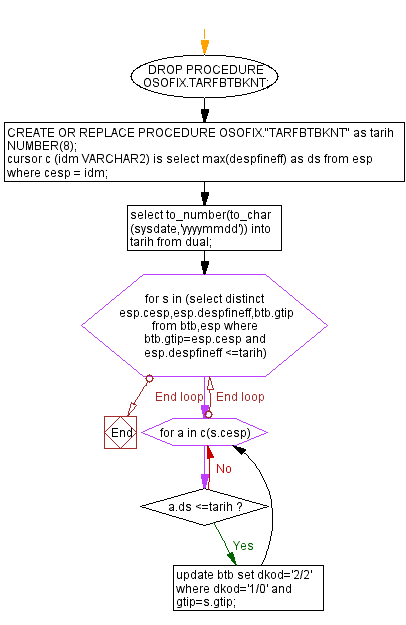 DROP PROCEDURE
OSOFIX.TARFBTBKNT;
CREATE OR REPLACE PROCEDURE OSOFIX."TARFBTBKNT" as tarih
NUMBER(8);
cursor c (idm VARCHAR2) is select max(despfineff) as ds from esp
where cesp = idm;
select to_number(to_char
(sysdate,'yyyymmdd')) into
tarih from dual;
for s in (select distinct
esp.cesp,esp.despfineff,btb.gtip
from btb,esp where
btb.gtip=esp.cesp and
esp.despfineff <=tarih)
End loop
End loop
End
for a in c(s.cesp)
No
a.ds <=tarih ?
Yes
update btb set dkod='2/2'
where dkod='1/0' and
gtip=s.gtip;